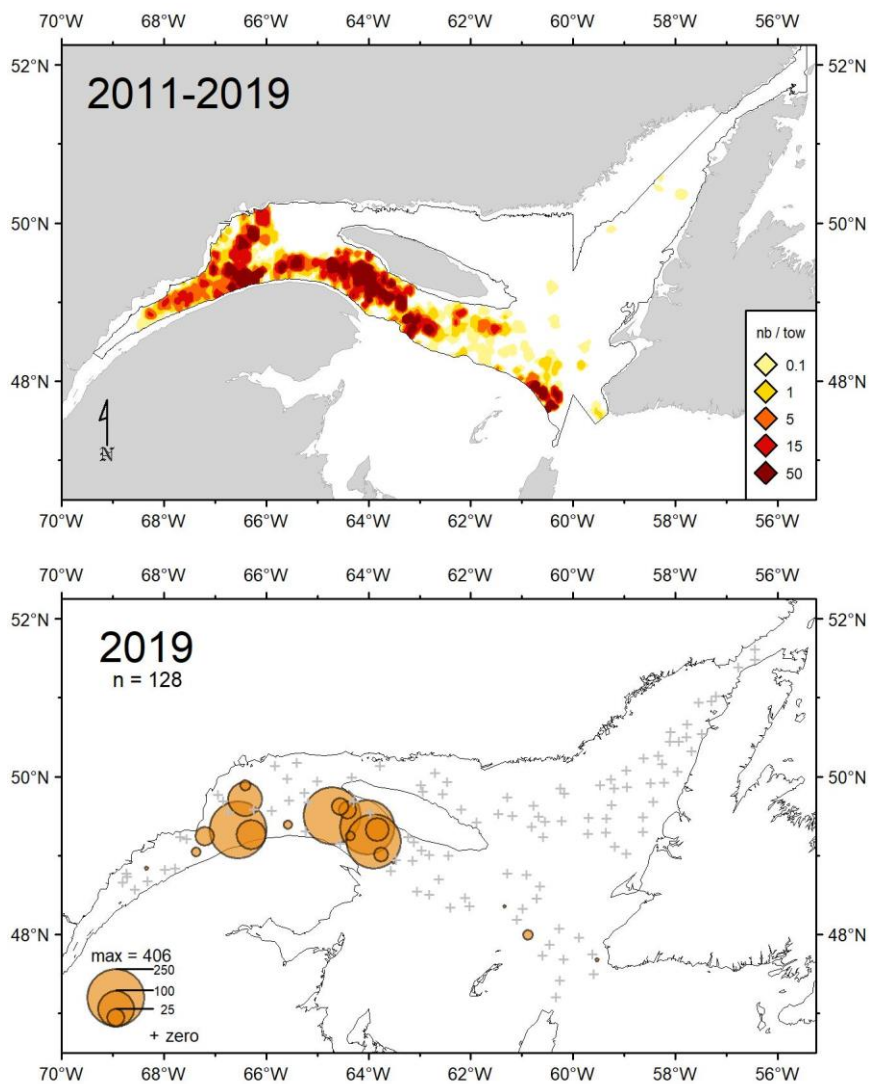 70°W 68°W 66°W 64°W 62°W 60°W 58°W 56°W
52°N 52°N
2011-2019
50°N 50°N
nb / tow
0.1
48°N 1
5
N 15
50
70°W 68°W 66°W 64°W 62°W 60°W 58°W 56°W
70°W 68°W 66°W 64°W 62°W 60°W 58°W 56°W
52°N 52°N
2019
n = 128
50°N 50°N
48°N 48°N
max = 406
250
100
25
+ zero
70°W 68°W 66°W 64°W 62°W 60°W 58°W 56°W